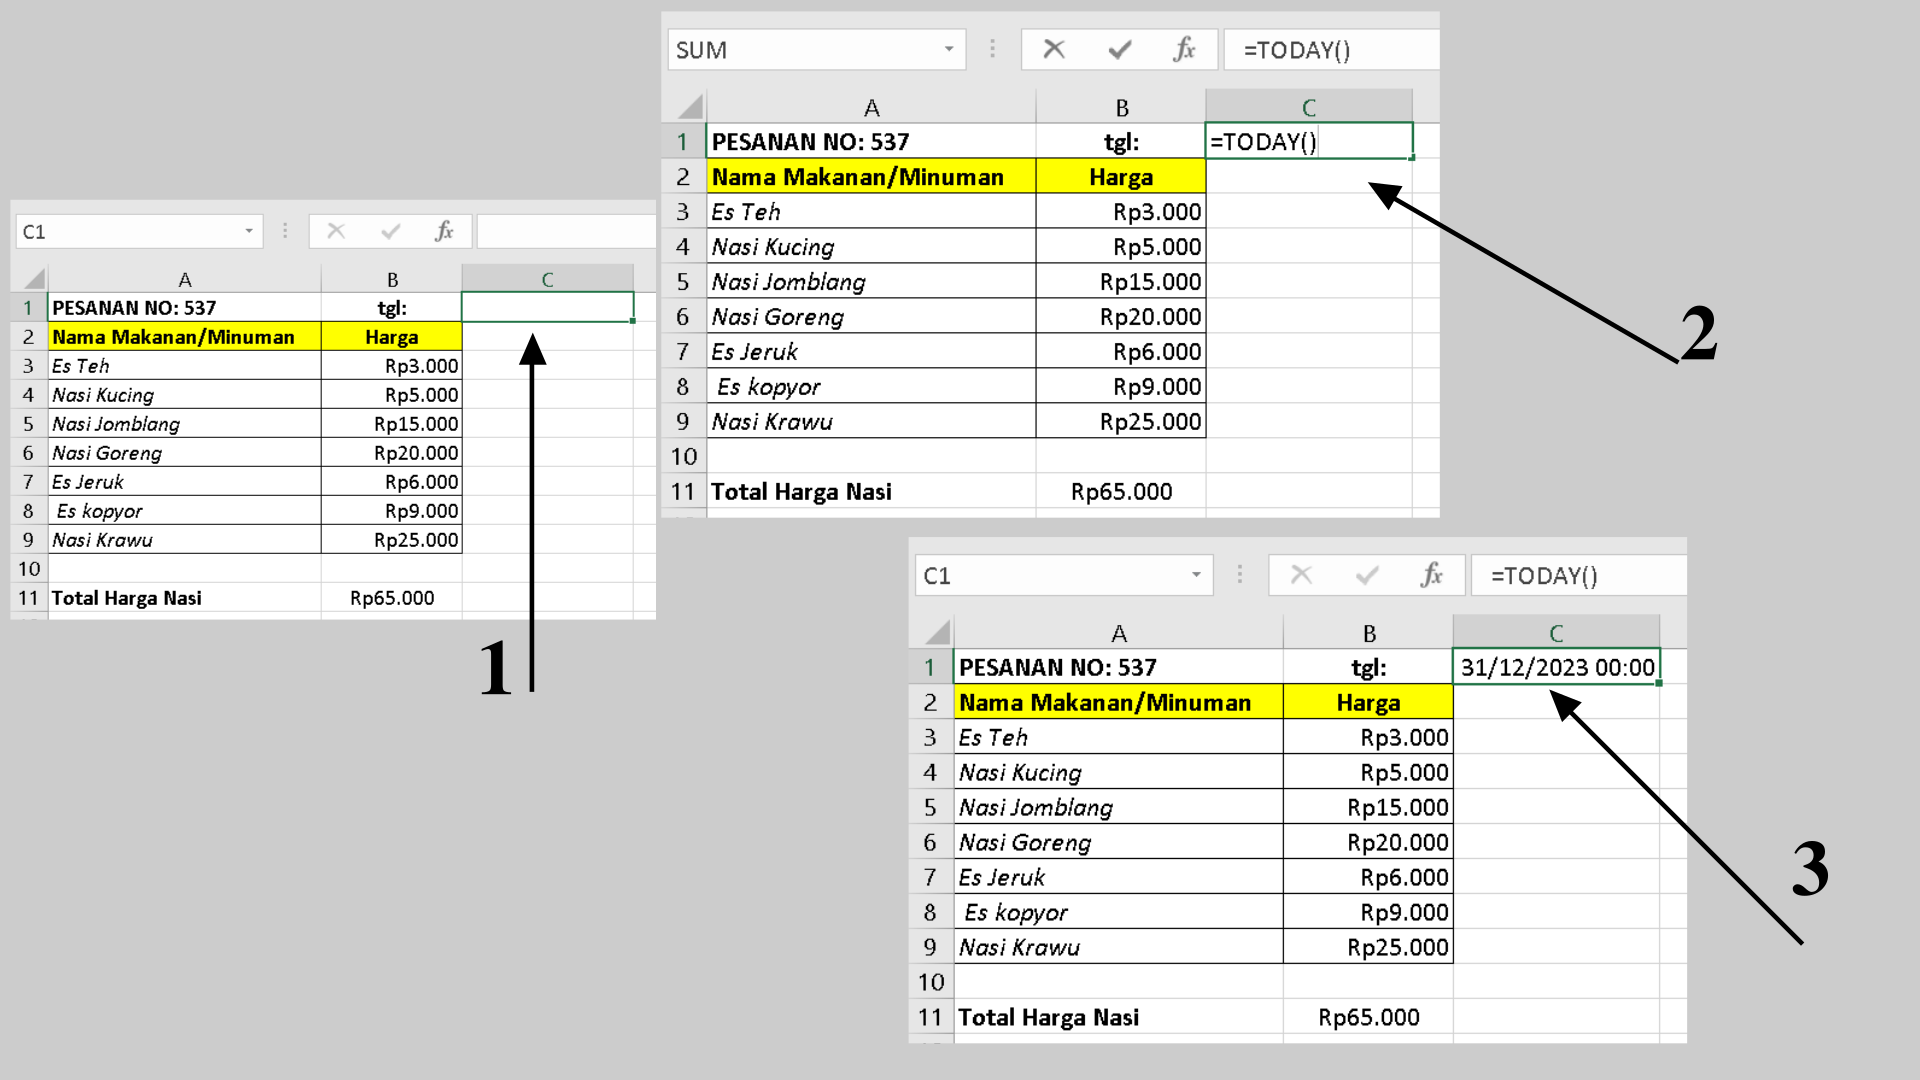 C1
fx
A B C
1 PESANAN NO: 537 tgl:
2 Nama Makanan/Minuman Harga
3 Es Teh Rp3.000
4 Nasi Kucing Rp5.000
5 Nasi Jomblang Rp15.000
6 Nasi Goreng Rp20.000
7 Es Jeruk Rp6.000
8 Es kopyor Rp9.000
9 Nasi Krawu Rp25.000
10
11 Total Harga Nasi Rp65.000
1
SUM fx =TODAY()
A B C
1 PESANAN NO: 537 tgl: =TODAY()
2 Nama Makanan/Minuman Harga
3 Es Teh Rp3.000
4 Nasi Kucing Rp5.000
5 Nasi Jomblang Rp15.000
6 Nasi Goreng Rp20.000
7 Es Jeruk Rp6.000
8 Es kopyor Rp9.000
9 Nasi Krawu Rp25.000
10
11 Total Harga Nasi Rp65.000
2
C1 fx =TODAY()
A B C
1 PESANAN NO: 537 tgl: 31/12/2023 00:00
2 Nama Makanan/Minuman Harga
3 Es Teh Rp3.000
4 Nasi Kucing Rp5.000
5 Nasi Jomblang Rp15.000
6 Nasi Goreng Rp20.000
7 Es Jeruk Rp6.000
8 Es kopyor Rp9.000
9 Nasi Krawu Rp25.000
10
11 Total Harga Nasi Rp65.000
3